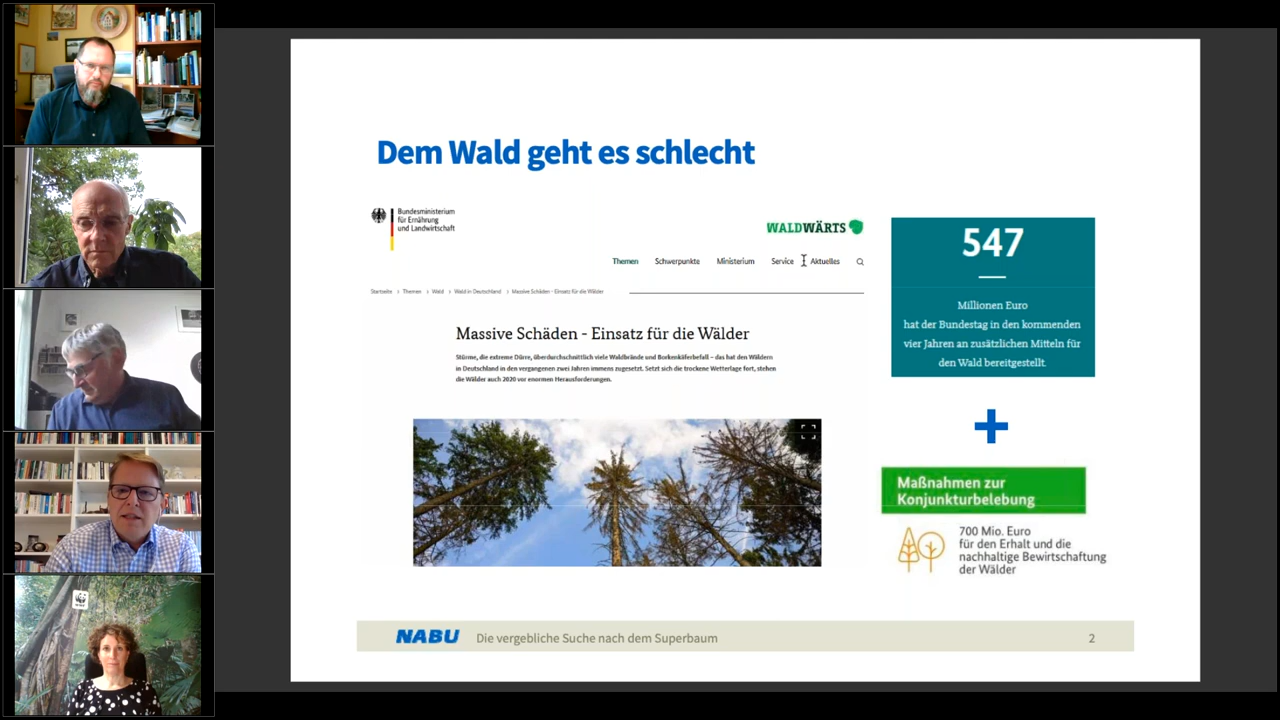 Dem Wald geht es schlecht
Bundesministerium
für Ernährung
und Landwirtschaft
WALDWÄRTS
Themen Schwerpunkte Ministerium Service Aktuelles
Startseite > Themen > Wald > Wald in Deutschland > Massive Schäden - Einsatz für die Wälder
Massive Schäden - Einsatz für die Wälder
Stürme, die extreme Dürre, überdurchschnittlich viele Waldbrände und Borkenkäferbefall – das hat den Wäldern
in Deutschland in den vergangenen zwei Jahren immens zugesetzt. Setzt sich die trockene Wetterlage fort, stehen
die Wälder auch 2020 vor enormen Herausforderungen.
547
Millionen Euro
hat der Bundestag in den kommenden
vier Jahren an zusätzlichen Mitteln für
den Wald bereitgestellt.
+
Maßnahmen zur
Konjunkturbelebung
700 Mio. Euro
für den Erhalt und die
nachhaltige Bewirtschaftung
der Wälder
NABU Die vergebliche Suche nach dem Superbaum 2